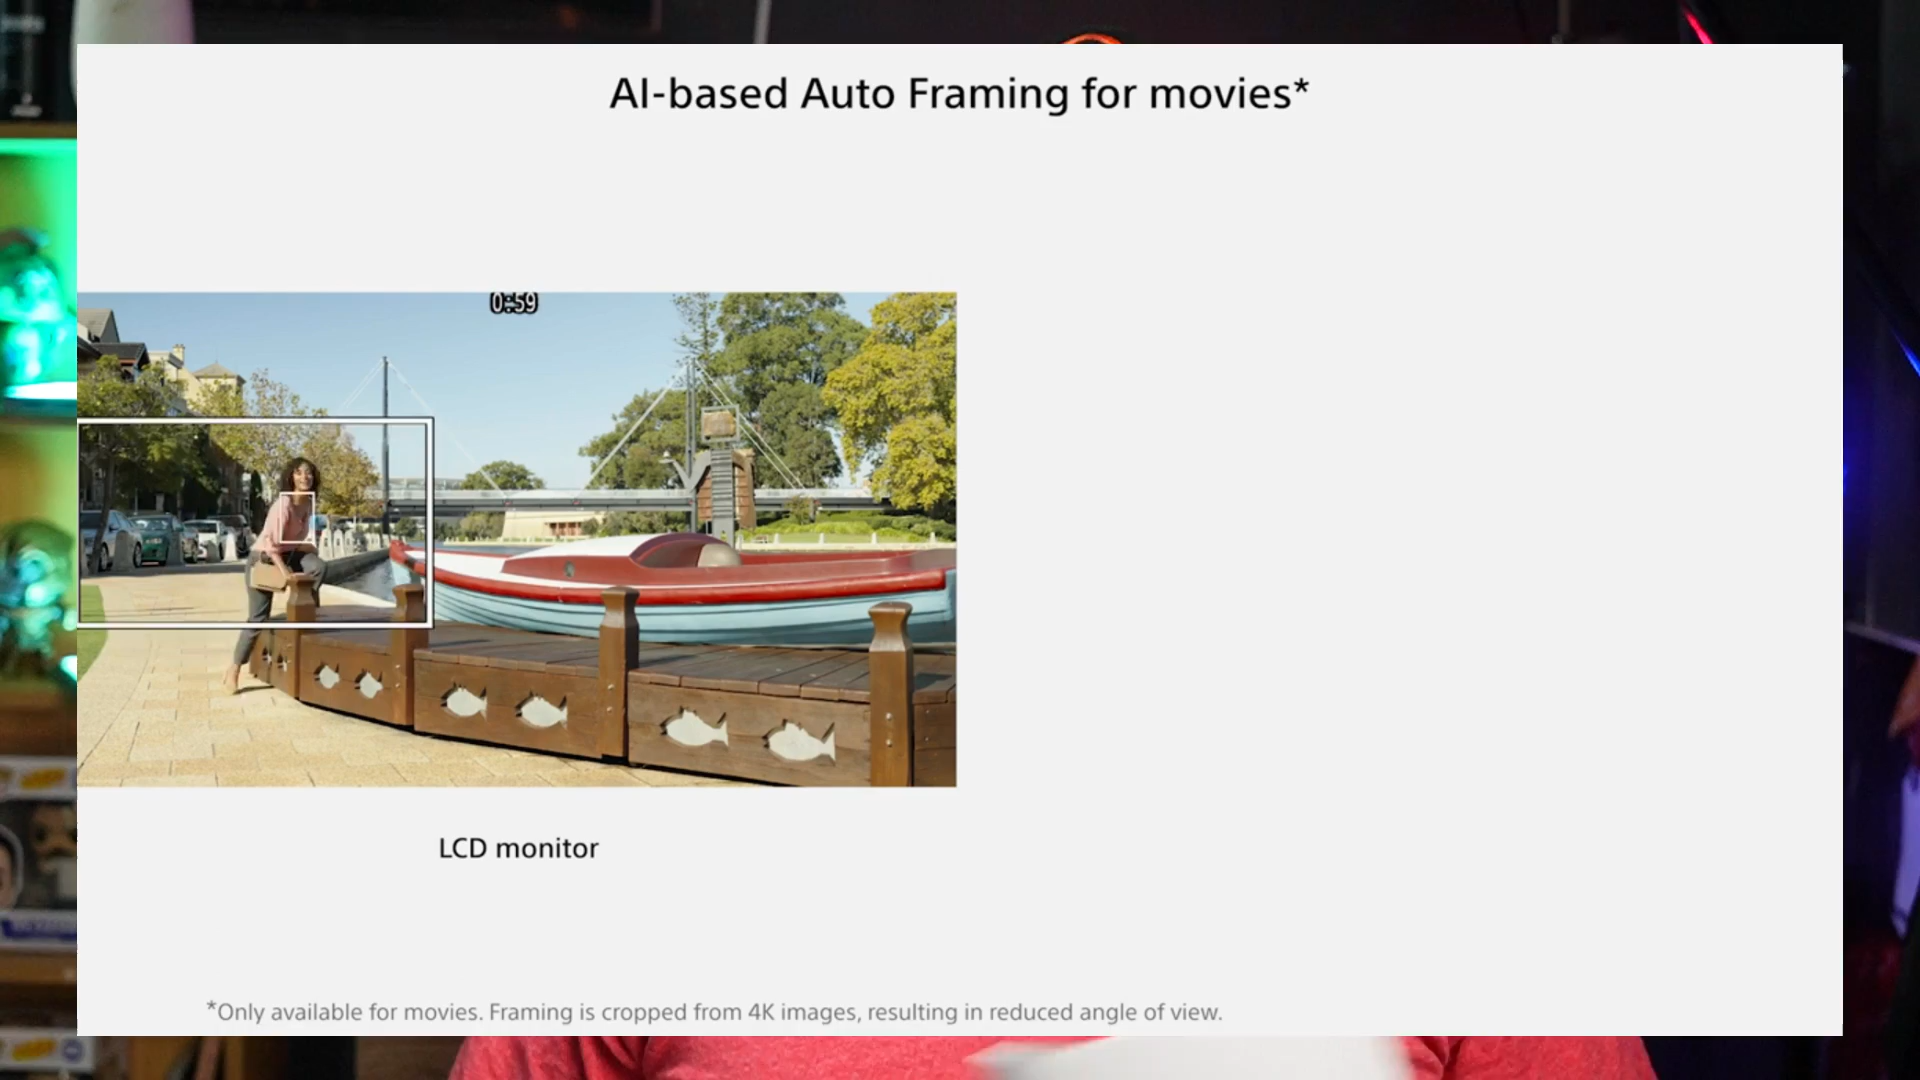 AI-based Auto Framing for movies*
0:59
LCD monitor
*Only available for movies. Framing is cropped from 4K images, resulting in reduced angle of view.